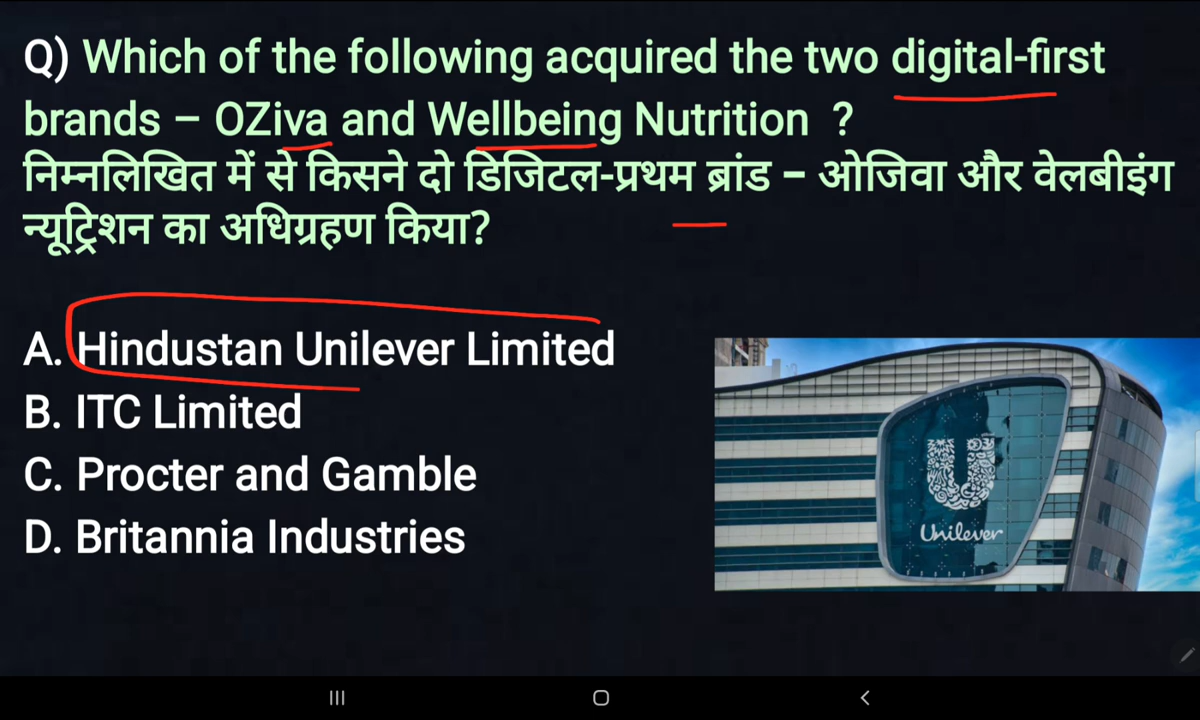 Q) Which of the following acquired the two digital-first
brands – OZiva and Wellbeing Nutrition ?
निम्नलिखित में से किसने दो डिजिटल-प्रथम ब्रांड – ओजिवा और वेलबीइंग
न्यूट्रिशन का अधिग्रहण किया?
A. Hindustan Unilever Limited
B. ITC Limited
C. Procter and Gamble
D. Britannia Industries
Unilever